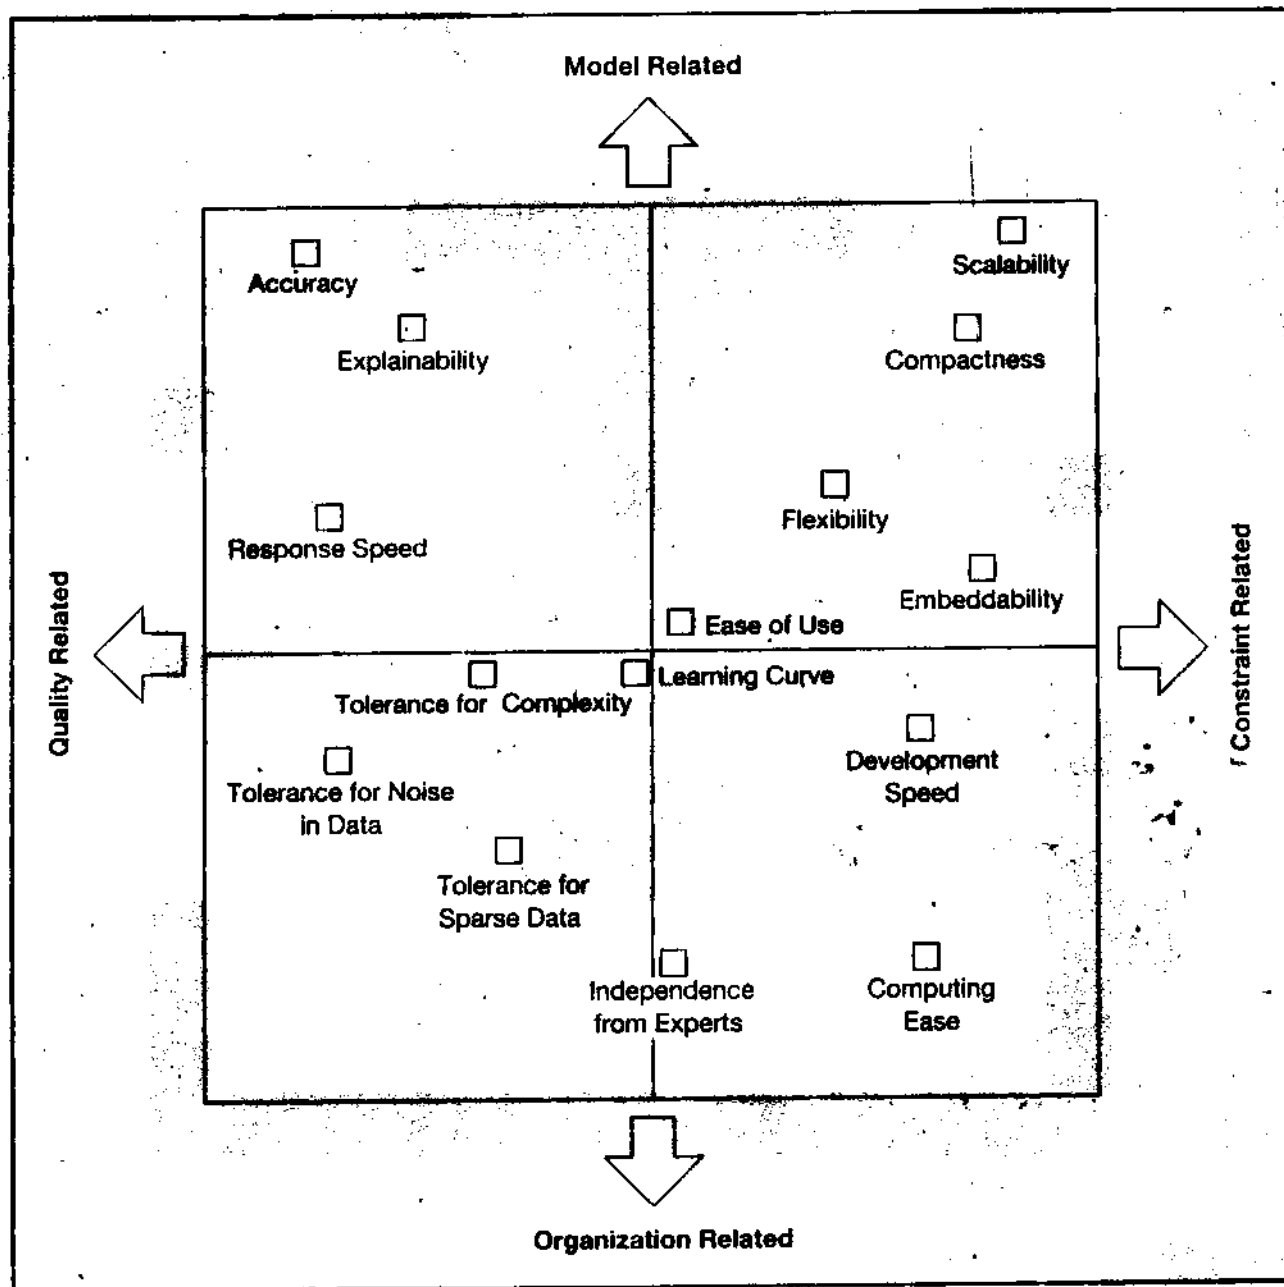 Model Related
Accuracy
Scalability
Explainability
Compactness
Response Speed
Flexibility
Embeddability
Ease of Use
Quality Related
Constraint Related
Learning Curve
Tolerance for Complexity
Development
Speed
Tolerance for Noise
in Data
Tolerance for
Sparse Data
Independence
from Experts
Computing
Ease
Organization Related